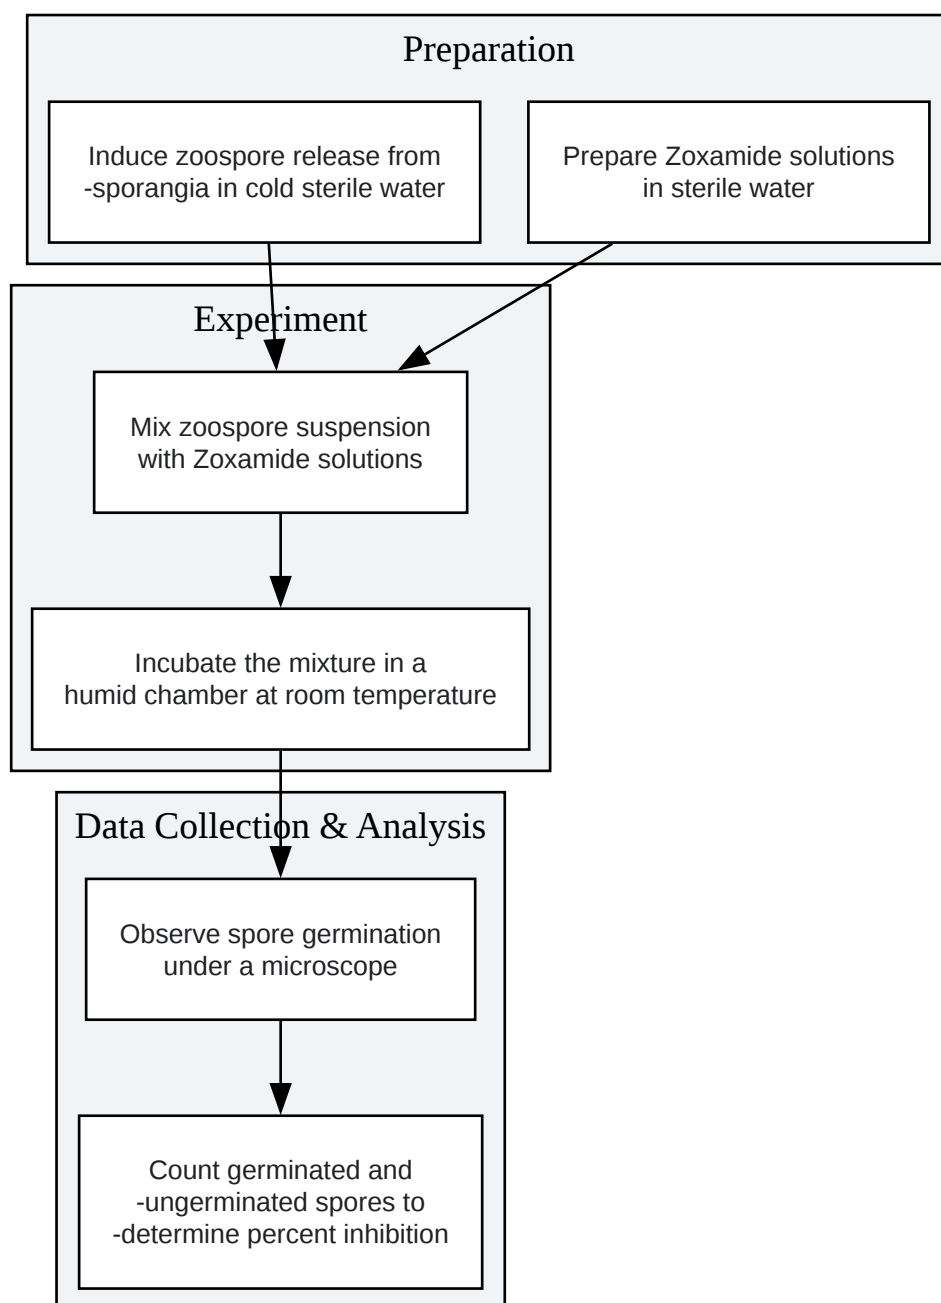 Preparation
Induce zoospore release from
-sporangia in cold sterile water
Prepare Zoxamide solutions
in sterile water
Experiment
Mix zoospore suspension
with Zoxamide solutions
Incubate the mixture in a
humid chamber at room temperature
Data Collection & Analysis
Observe spore germination
under a microscope
Count germinated and
-ungerminated spores to
-determine percent inhibition